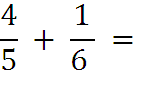 4/5 + 1/6 =